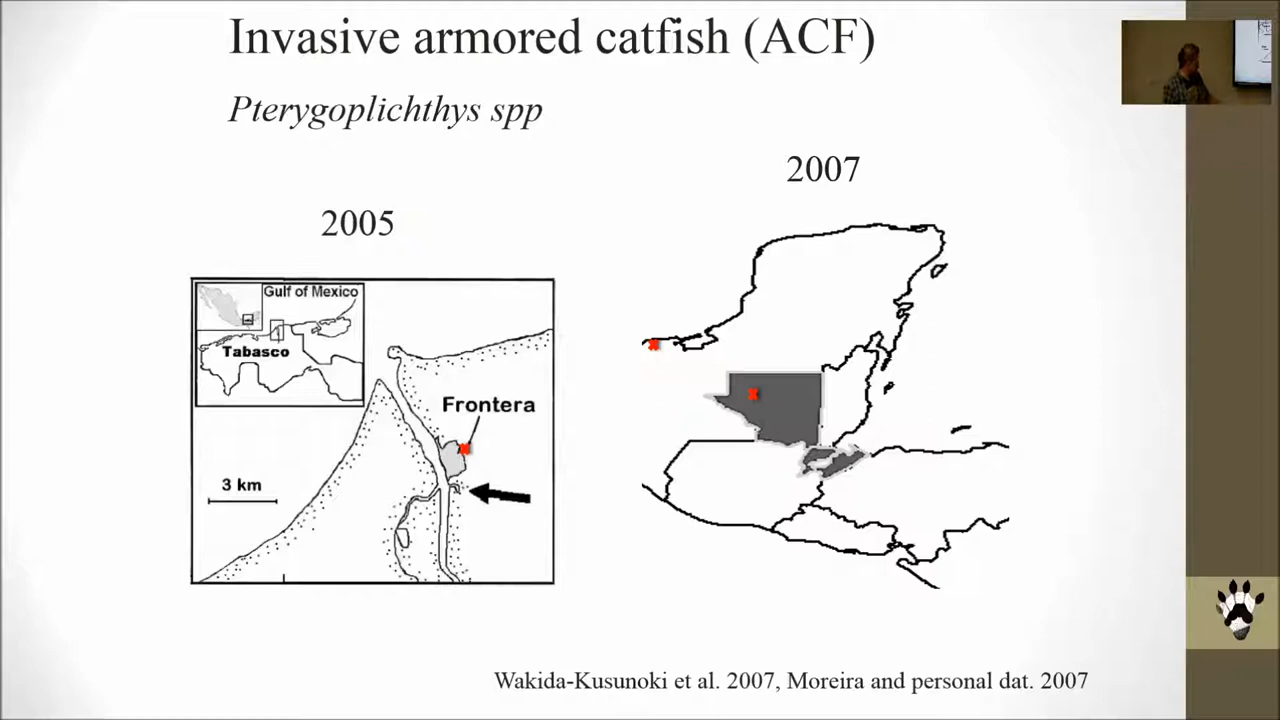 Invasive armored catfish (ACF)
Pterygoplichthys spp
2007
2005
Gulf of Mexico
Tabasco
Frontera
3 km
Wakida-Kusunoki et al. 2007, Moreira and personal dat. 2007